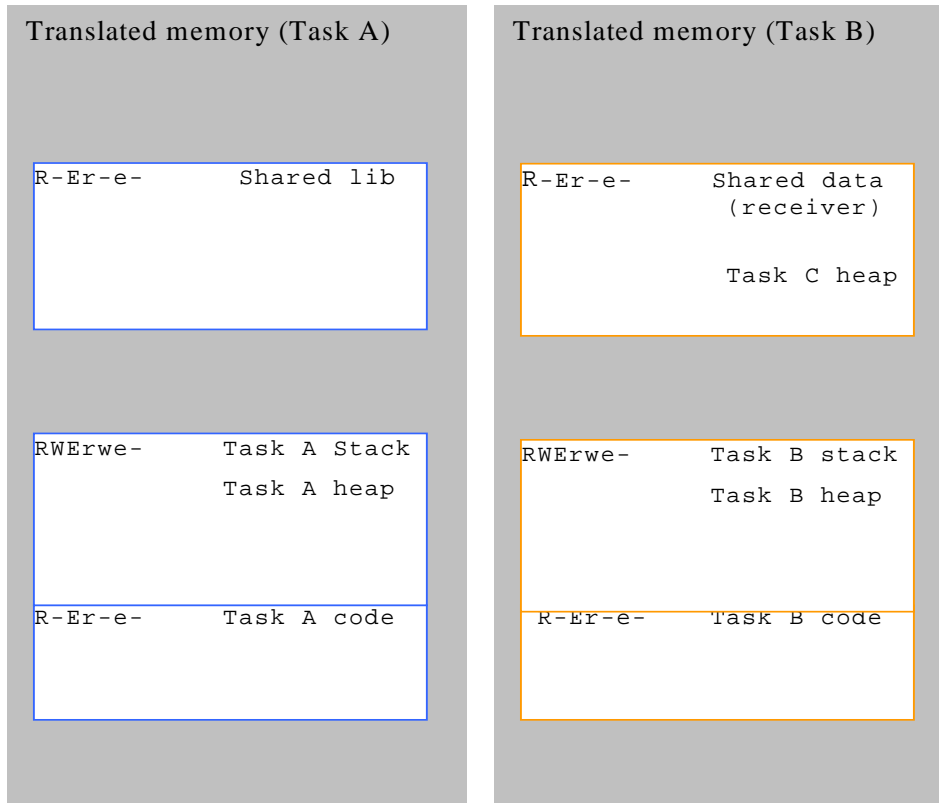 Translated memory (Task A)
R-Er-e- Shared lib
RWErwe- Task A Stack
Task A heap
R-Er-e- Task A code
Translated memory (Task B)
R-Er-e- Shared data
(receiver)
Task C heap
RWErwe- Task B stack
Task B heap
R-Er-e- Task B code